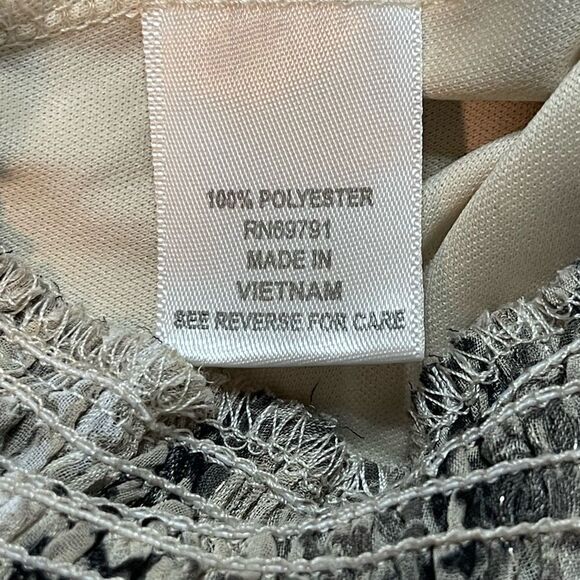 100% POLYESTER
RN69791
MADE IN
VIETNAM
SEE REVERSE FOR CARE